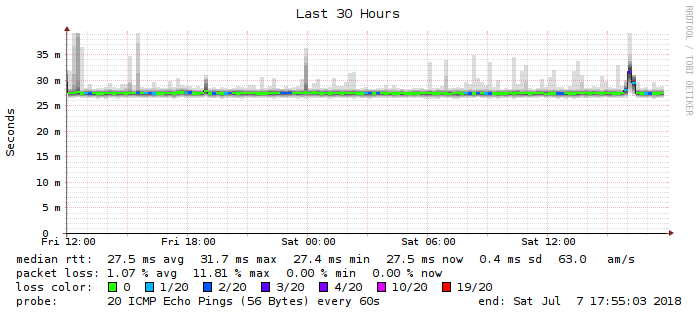 Last 30 Hours
RRDTOOL / TOBI OETIKER
Seconds
35 m
30 m
25 m
20 m
15 m
10 m
5 m
0
Fri 12:00 Fri 18:00 Sat 00:00 Sat 06:00 Sat 12:00
median rtt: 27.5 ms avg 31.7 ms max 27.4 ms min 27.5 ms now 0.4 ms sd 63.0 am/s
packet loss: 1.07 % avg 11.81 % max 0.00 % min 0.00 % now
loss color: 0 1/20 2/20 3/20 4/20 10/20 19/20
probe: 20 ICMP Echo Pings (56 Bytes) every 60s end: Sat Jul 7 17:55:03 2018